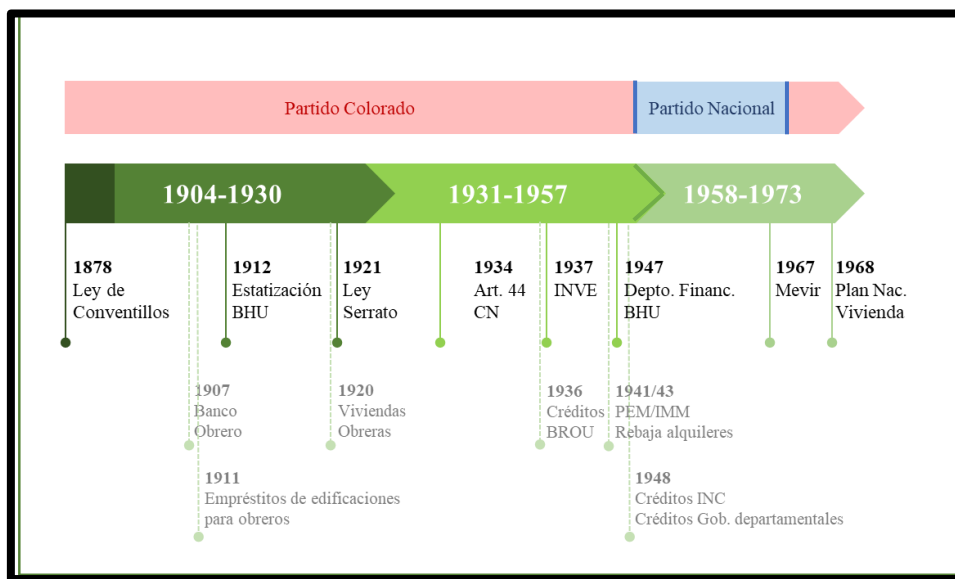 Partido Colorado
Partido Nacional
1904-1930
1931-1957
1958-1973
1878
Ley de
Conventillos
1912
Estatización
BHU
1921
Ley
Serrato
1934
Art. 44
CN
1937
INVE
1947
Depto. Financ.
BHU
1967
Mevir
1968
Plan Nac.
Vivienda
1907
Banco
Obrero
1920
Viviendas
Obreras
1936
Créditos
BROU
1941/43
PEM/IMM
Rebaja alquileres
1911
Empréstitos de edificaciones
para obreros
1948
Créditos INC
Créditos Gob. departamentales